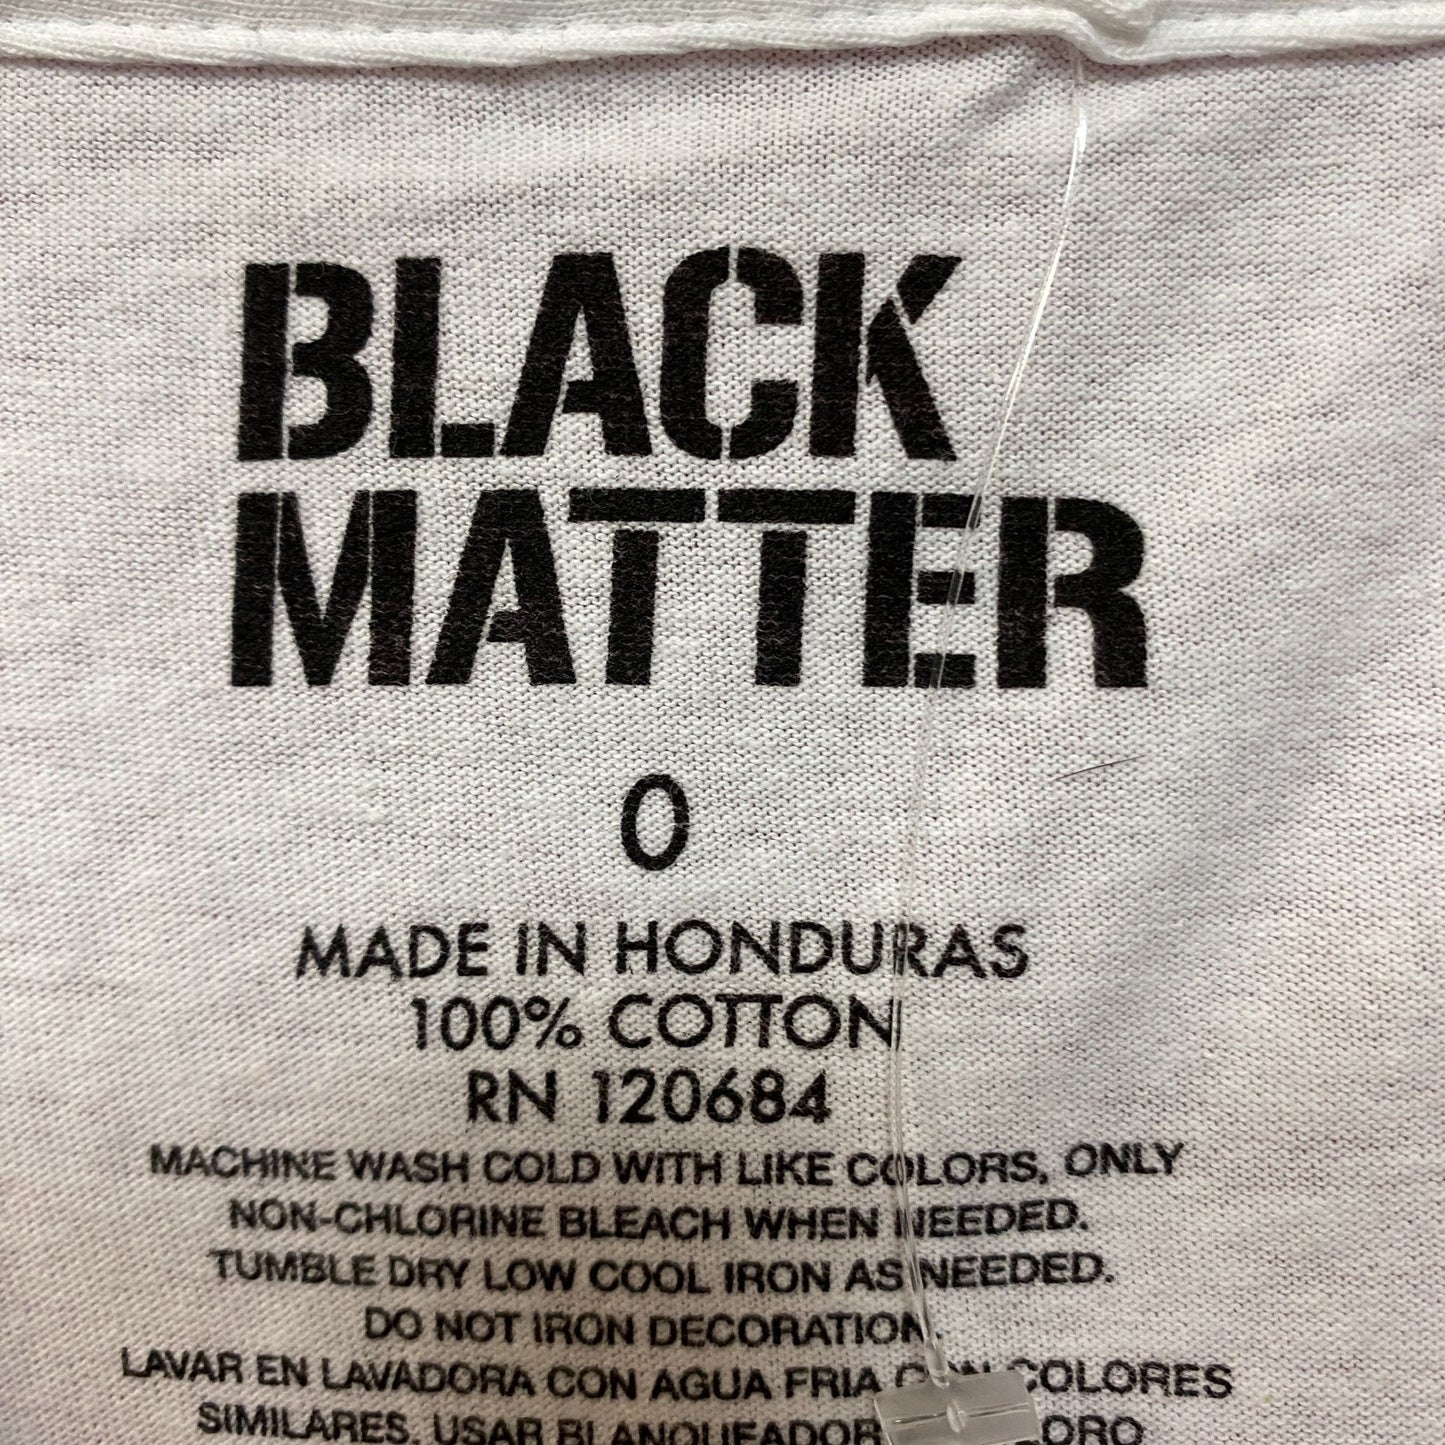 BLACK
MATTER
0
MADE IN HONDURAS
100% COTTON
RN 120684
MACHINE WASH COLD WITH LIKE COLORS, ONLY
NON-CHLORINE BLEACH WHEN NEEDED.
TUMBLE DRY LOW COOL IRON AS NEEDED.
DO NOT IRON DECORATION.
LAVAR EN LAVADORA CON AGUA FRIA CON COLORES
SIMILARES, USAR BLANQUEADOR